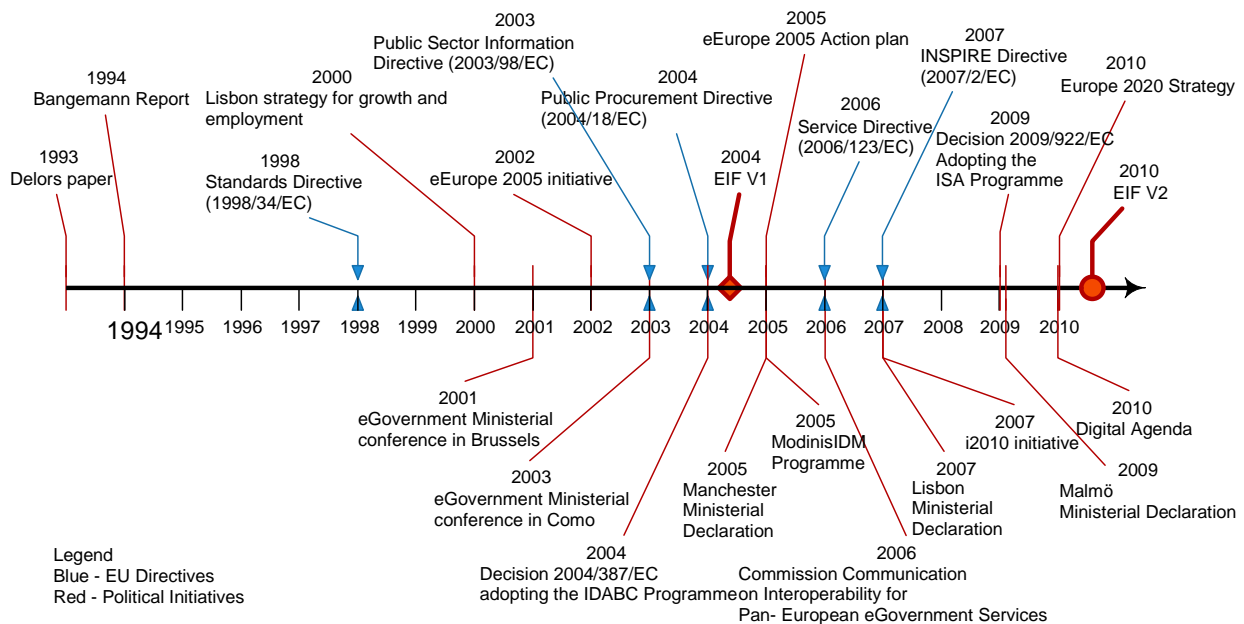 2003
Public Sector Information
Directive (2003/98/EC)
2005
eEurope 2005 Action plan
2007
INSPIRE Directive
(2007/2/EC)
1994
Bangemann Report
2000
Lisbon strategy for growth and
employment
2004
Public Procurement Directive
(2004/18/EC)
2006
Service Directive
(2006/123/EC)
2009
Decision 2009/922/EC
Adopting the
ISA Programme
2010
Europe 2020 Strategy
1993
Delors paper
1998
Standards Directive
(1998/34/EC)
2002
eEurope 2005 initiative
2004
EIF V1
2010
EIF V2
1994
1995
1996
1997
1998
1999
2000
2001
2002
2003
2004
2005
2006
2007
2008
2009
2010
2001
eGovernment Ministerial
conference in Brussels
2003
eGovernment Ministerial
conference in Como
2004
Decision 2004/387/EC
adopting the IDABC Programme
2005
Manchester
Ministerial
Declaration
2005
ModinisIDM
Programme
2006
Commission Communication
on Interoperability for
Pan- European eGovernment Services
2007
Lisbon
Ministerial
Declaration
2007
i2010 initiative
2009
Malmö
Ministerial Declaration
2010
Digital Agenda
Legend
Blue - EU Directives
Red - Political Initiatives